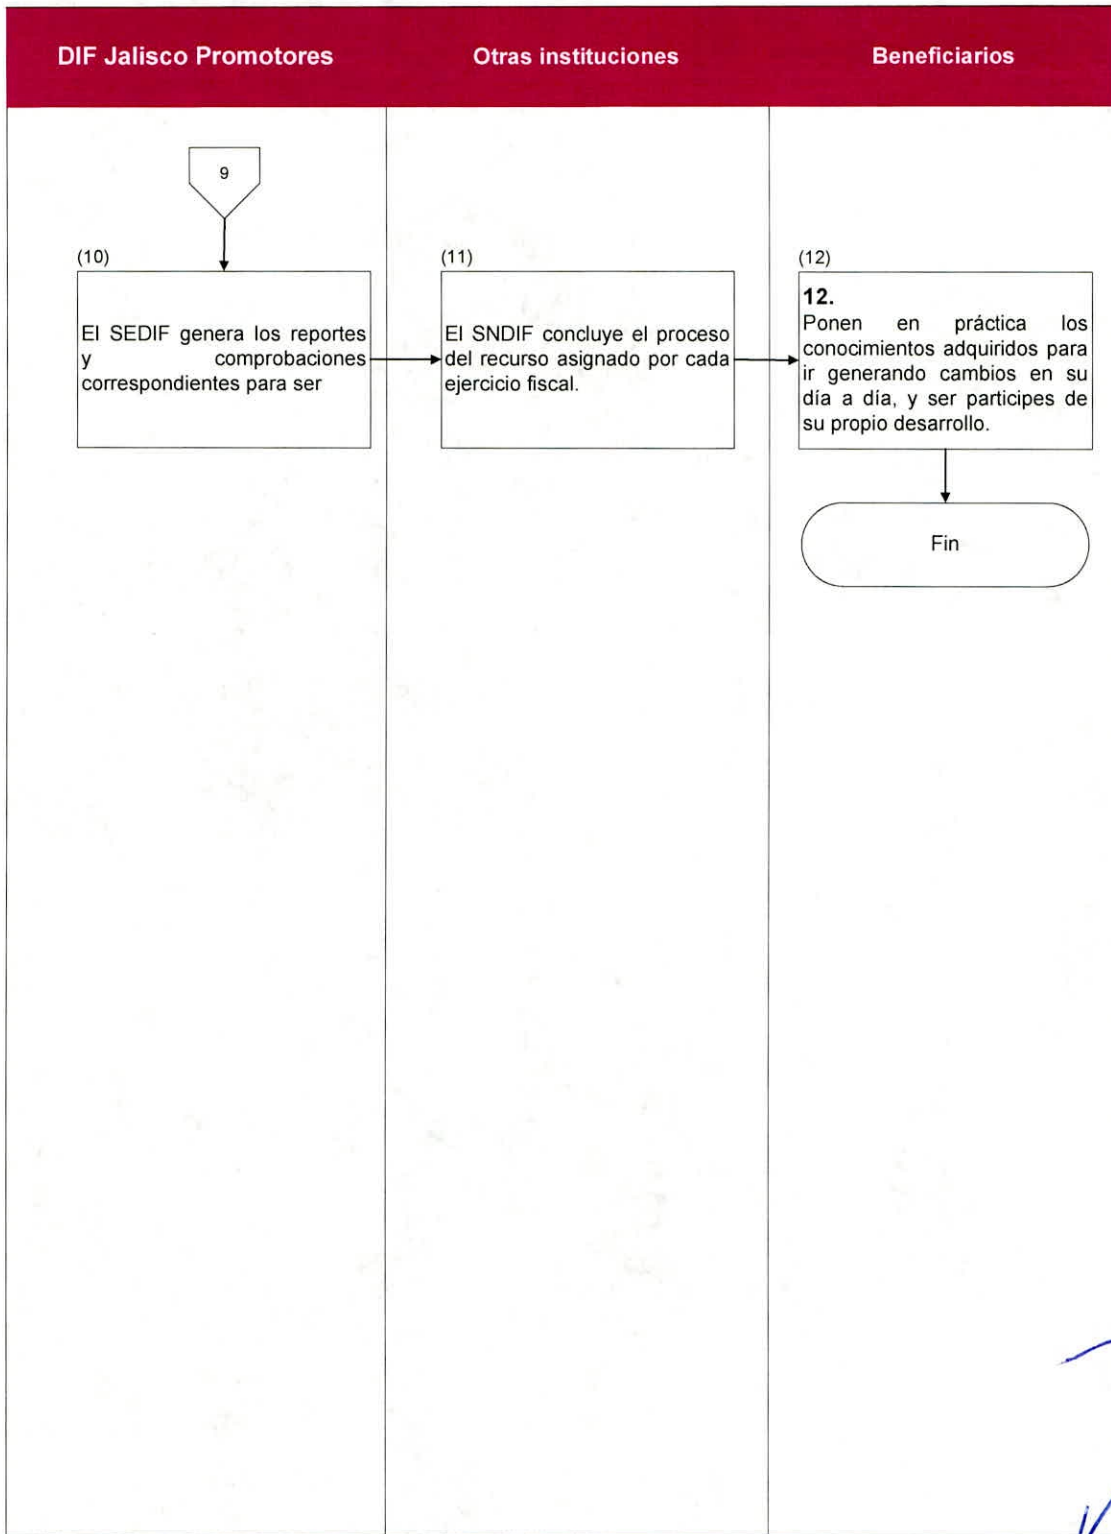 DIF Jalisco Promotores
Otras instituciones
Beneficiarios
9
(10)
El SEDIF genera los reportes
y comprobaciones
correspondientes para ser
(11)
El SNDIF concluye el proceso
del recurso asignado por cada
ejercicio fiscal.
(12)
12.
Ponen en práctica los
conocimientos adquiridos para
ir generando cambios en su
día a día, y ser participes de
su propio desarrollo.
Fin